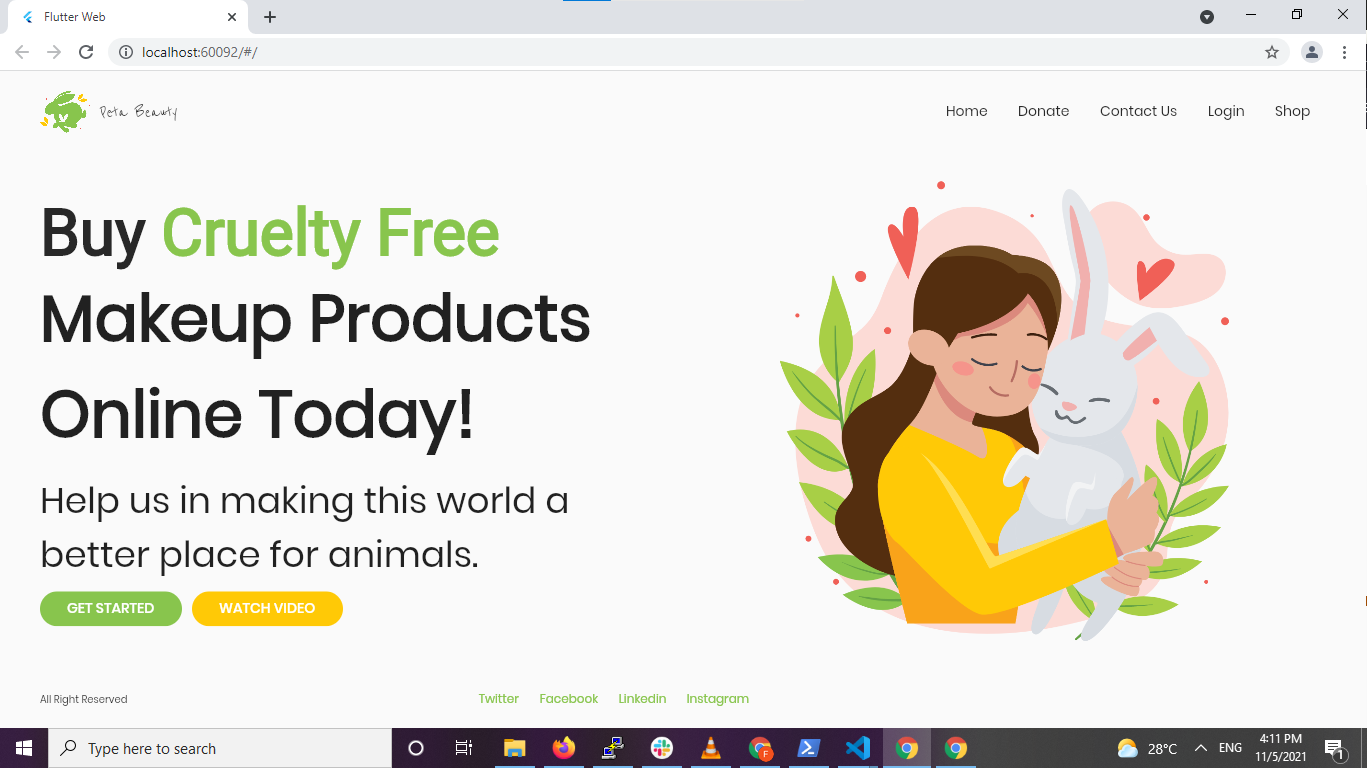 Flutter Web
localhost:60092/#/
Peta Beauty
Home Donate Contact Us Login Shop
Buy Cruelty Free
Makeup Products
Online Today!
Help us in making this world a
better place for animals.
GET STARTED WATCH VIDEO
All Right Reserved Twitter Facebook Linkedin Instagram
Type here to search
F
28°C ENG
4:11 PM
11/5/2021
1